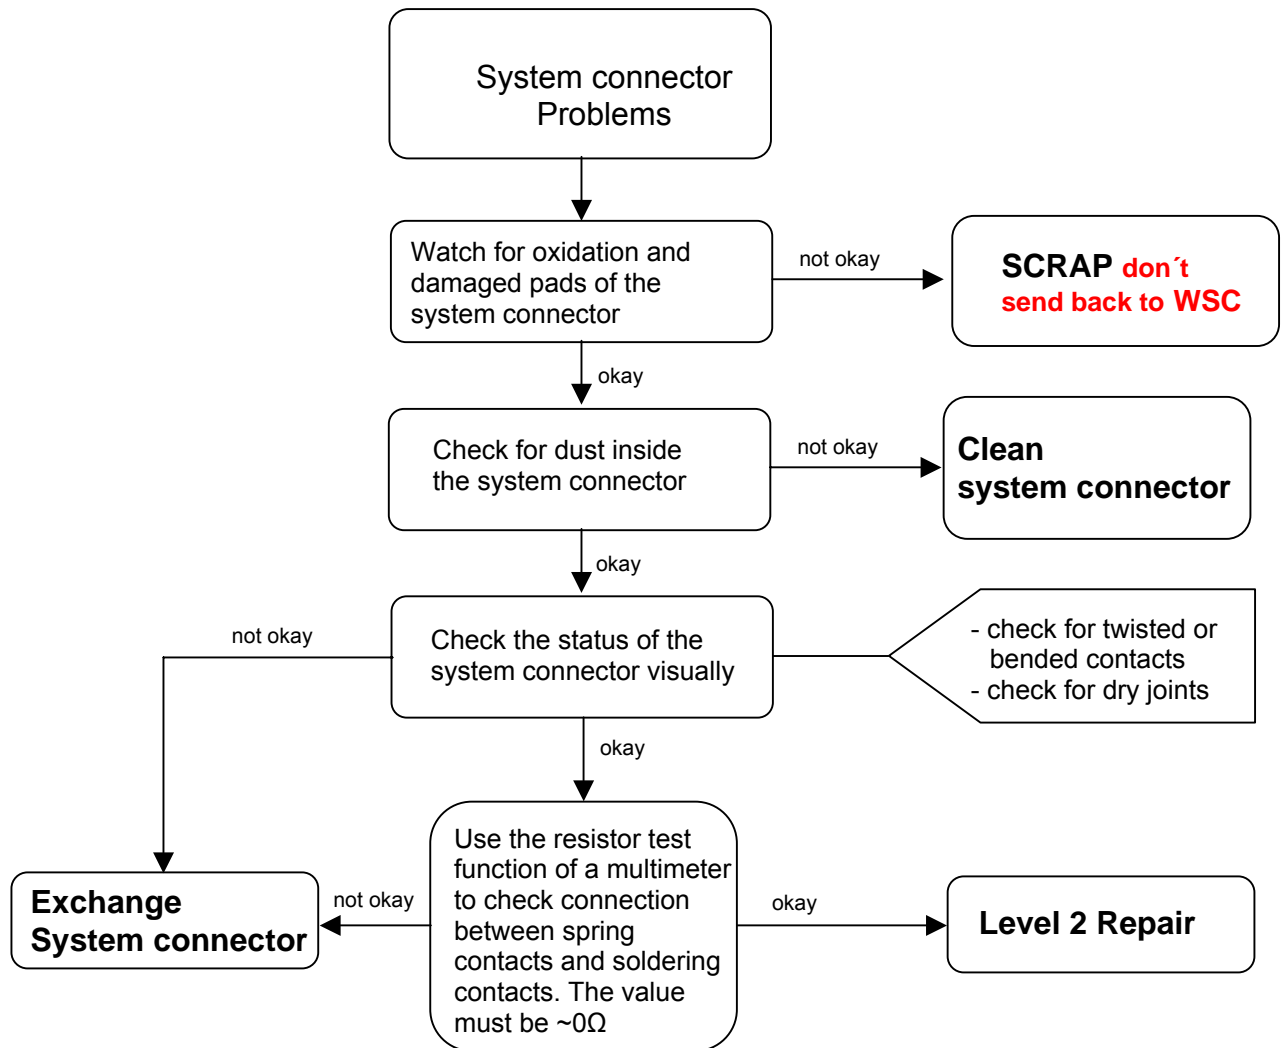 System connector
Problems
Watch for oxidation and
damaged pads of the
system connector
not okay
SCRAP don´t
send back to WSC
okay
Check for dust inside
the system connector
not okay
Clean
system connector
okay
not okay
Check the status of the
system connector visually
- check for twisted or
bended contacts
- check for dry joints
okay
Use the resistor test
function of a multimeter
to check connection
between spring
contacts and soldering
contacts. The value
must be ~0Ω
not okay
Exchange
System connector
okay
Level 2 Repair